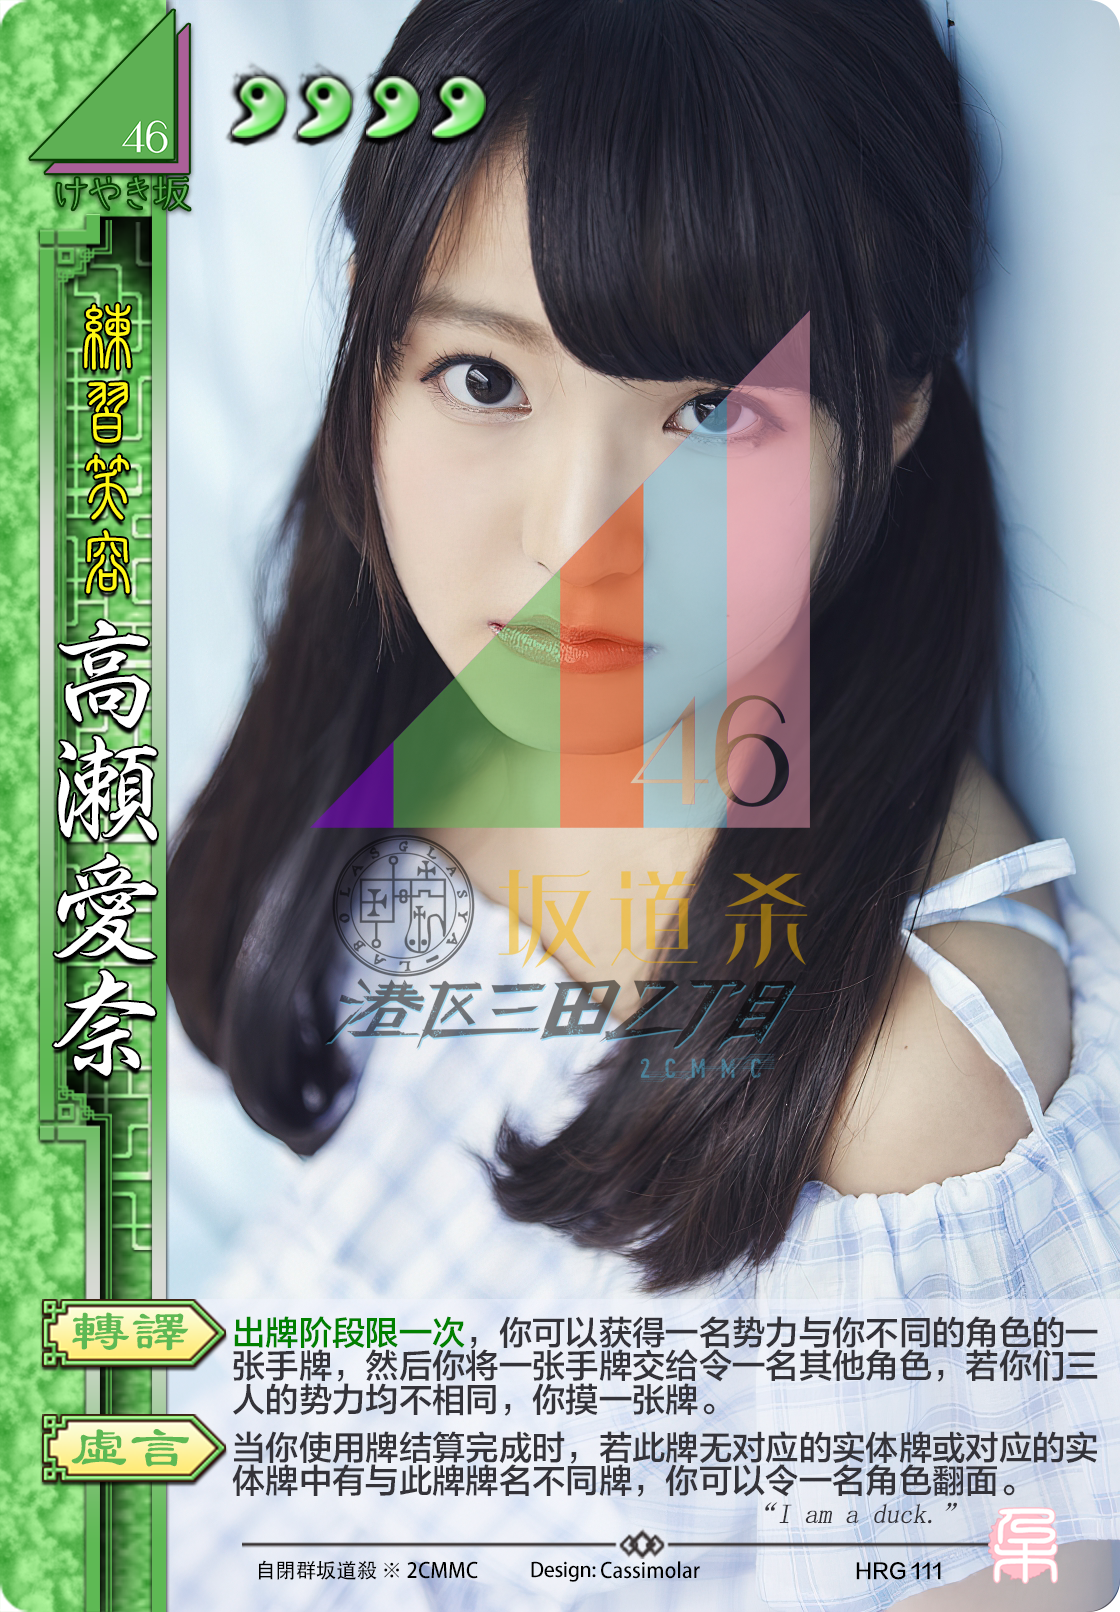 46
けやき坂
練習笑容
高瀬愛奈
46
GLASYA-LABOLAS
坂道杀
港区三田2丁目
2CMMC
轉譯
出牌阶段限一次，你可以获得一名势力与你不同的角色的一
张手牌，然后你将一张手牌交给令一名其他角色，若你们三
人的势力均不相同，你摸一张牌。
虛言
当你使用牌结算完成时，若此牌无对应的实体牌或对应的实
体牌中有与此牌牌名不同牌，你可以令一名角色翻面。
“I am a duck.”
自閉群坂道殺 ※ 2CMMC
Design: Cassimolar
HRG 111